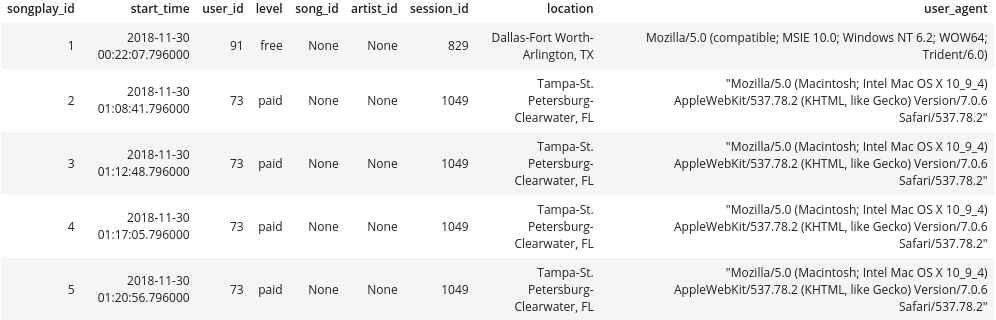 songplay_id start_time user_id level song_id artist_id session_id location user_agent
1 2018-11-30 00:22:07.796000 91 free None None 829 Dallas-Fort Worth-Arlington, TX Mozilla/5.0 (compatible; MSIE 10.0; Windows NT 6.2; WOW64; Trident/6.0)
2 2018-11-30 01:08:41.796000 73 paid None None 1049 Tampa-St. Petersburg-Clearwater, FL "Mozilla/5.0 (Macintosh; Intel Mac OS X 10_9_4) AppleWebKit/537.78.2 (KHTML, like Gecko) Version/7.0.6 Safari/537.78.2"
3 2018-11-30 01:12:48.796000 73 paid None None 1049 Tampa-St. Petersburg-Clearwater, FL "Mozilla/5.0 (Macintosh; Intel Mac OS X 10_9_4) AppleWebKit/537.78.2 (KHTML, like Gecko) Version/7.0.6 Safari/537.78.2"
4 2018-11-30 01:17:05.796000 73 paid None None 1049 Tampa-St. Petersburg-Clearwater, FL "Mozilla/5.0 (Macintosh; Intel Mac OS X 10_9_4) AppleWebKit/537.78.2 (KHTML, like Gecko) Version/7.0.6 Safari/537.78.2"
5 2018-11-30 01:20:56.796000 73 paid None None 1049 Tampa-St. Petersburg-Clearwater, FL "Mozilla/5.0 (Macintosh; Intel Mac OS X 10_9_4) AppleWebKit/537.78.2 (KHTML, like Gecko) Version/7.0.6 Safari/537.78.2"